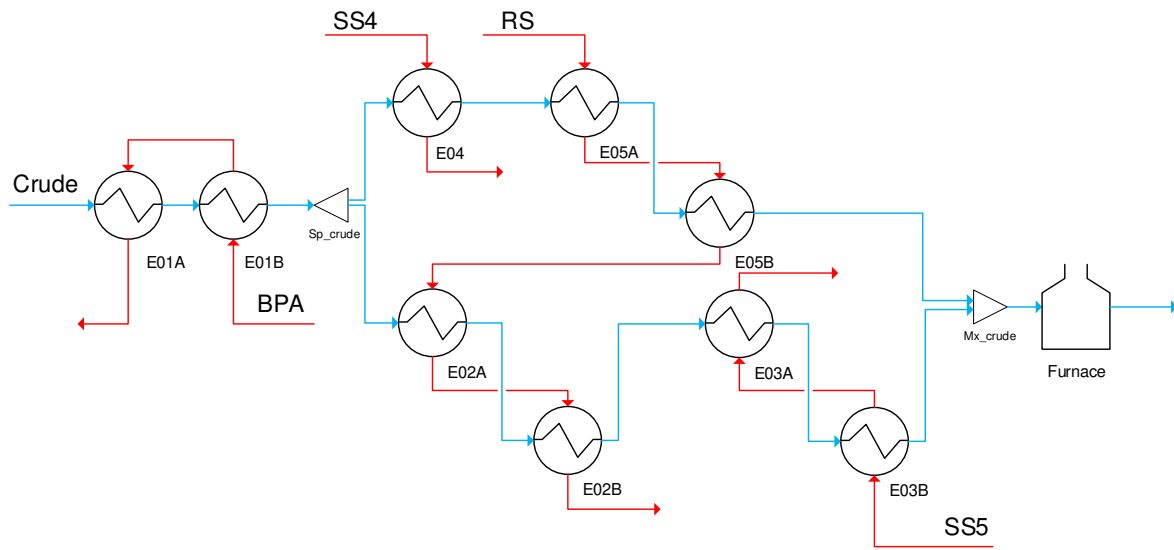 SS4
RS
E04
E05A
Crude
Sp_crude
E01A
E01B
E05B
BPA
Mx_crude
E02A
E03A
Furnace
E02B
E03B
SS5